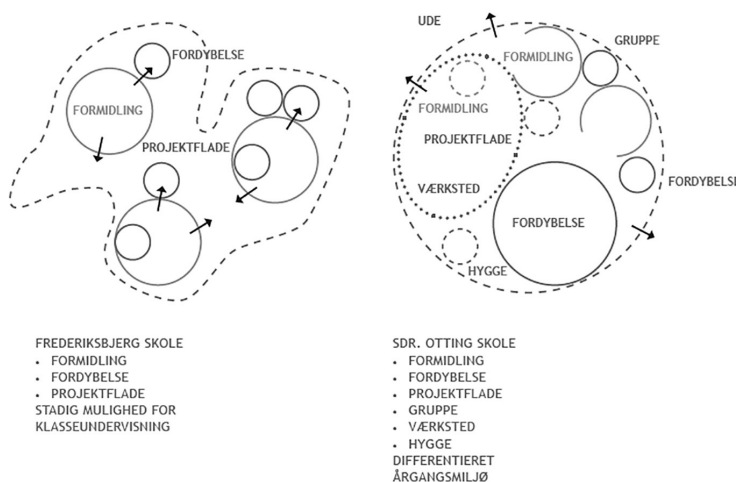 FORDYBELSE
FORMIDLING
PROJEKTFLADE
UDE
FORMIDLING
GRUPPE
FORMIDLING
PROJEKTFLADE
VÆRKSTED
FORDYBELSE
FORDYBELSE
HYGGE
FREDERIKSBJERG SKOLE
• FORMIDLING
• FORDYBELSE
• PROJEKTFLADE
STADIG MULIGHED FOR
KLASSEUNDERVISNING
SDR. OTTING SKOLE
• FORMIDLING
• FORDYBELSE
• PROJEKTFLADE
• GRUPPE
• VÆRKSTED
• HYGGE
DIFFERENTIERET
ÅRGANGSMILJØ